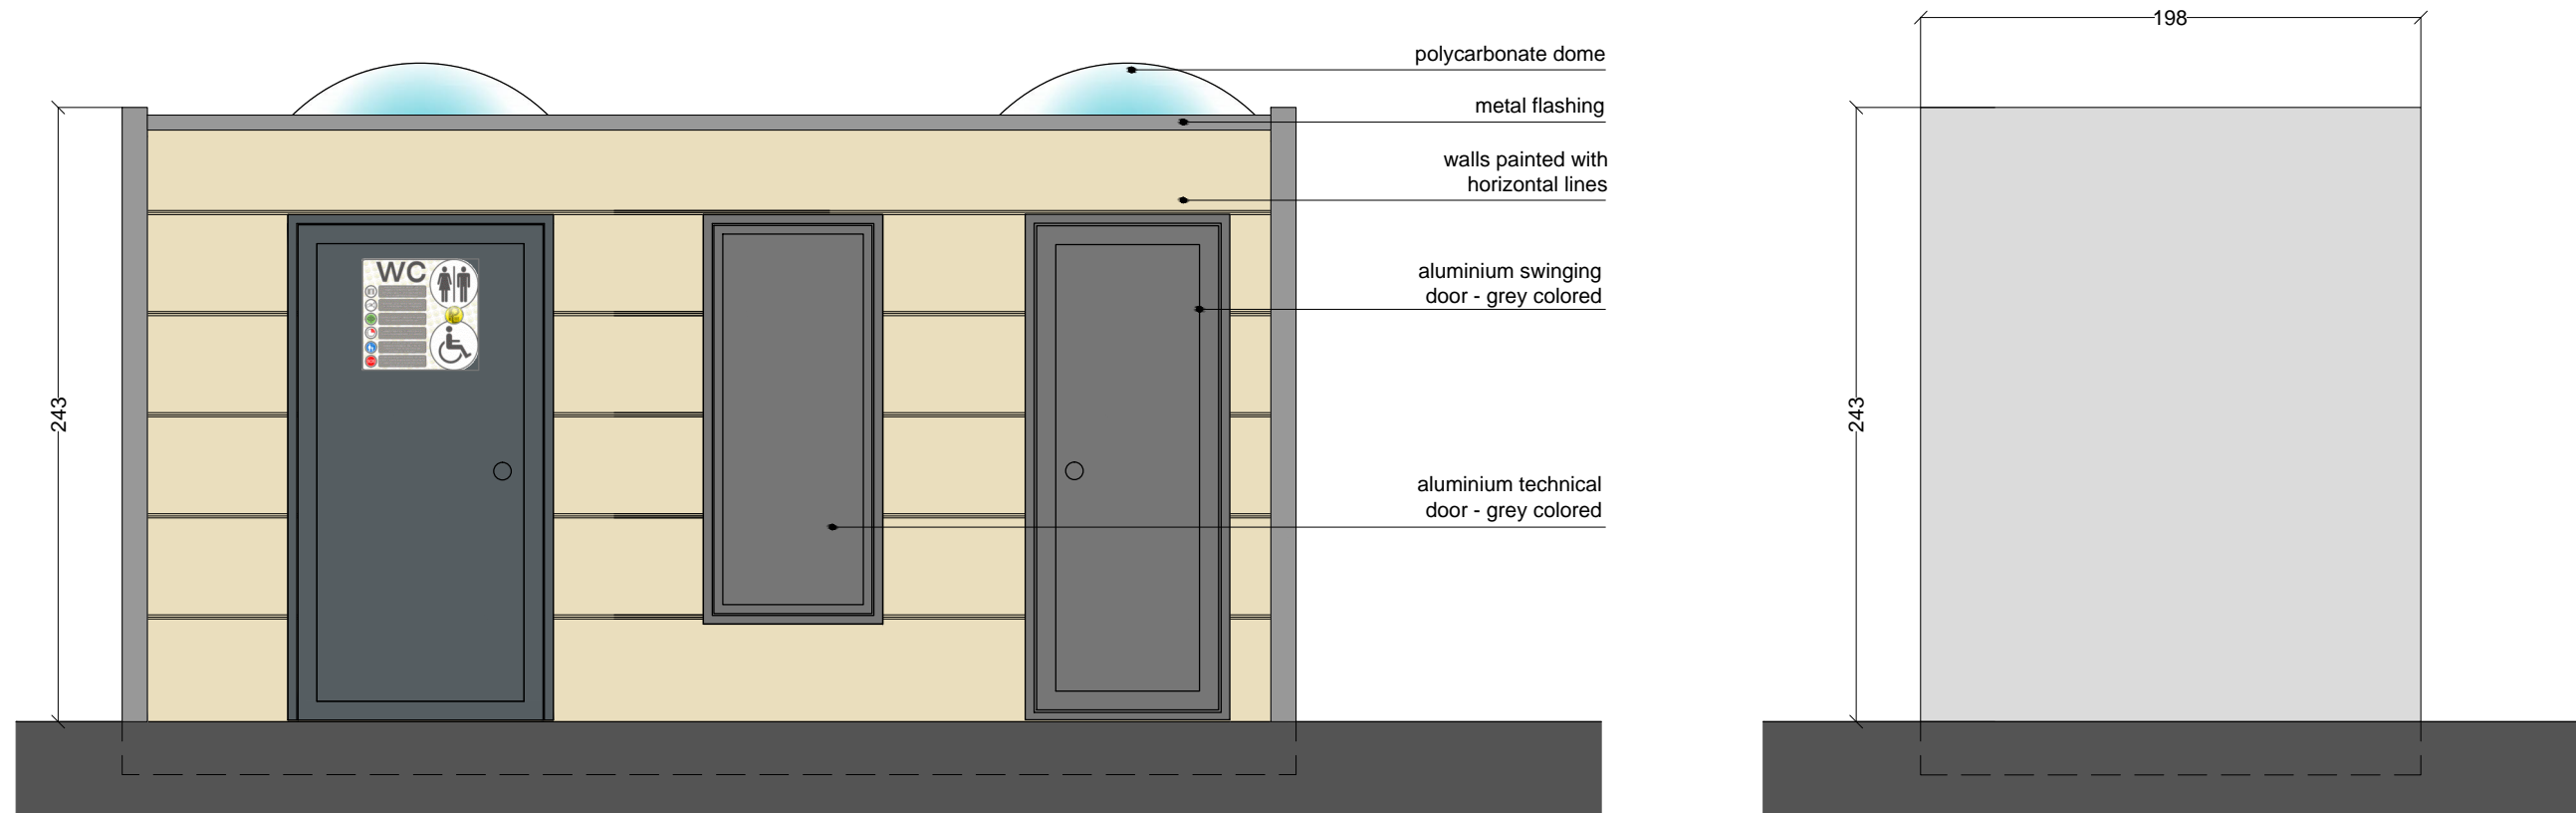 198
polycarbonate dome
metal flashing
walls painted with
horizontal lines
WC
aluminium swinging
door - grey colored
243
243
aluminium technical
door - grey colored